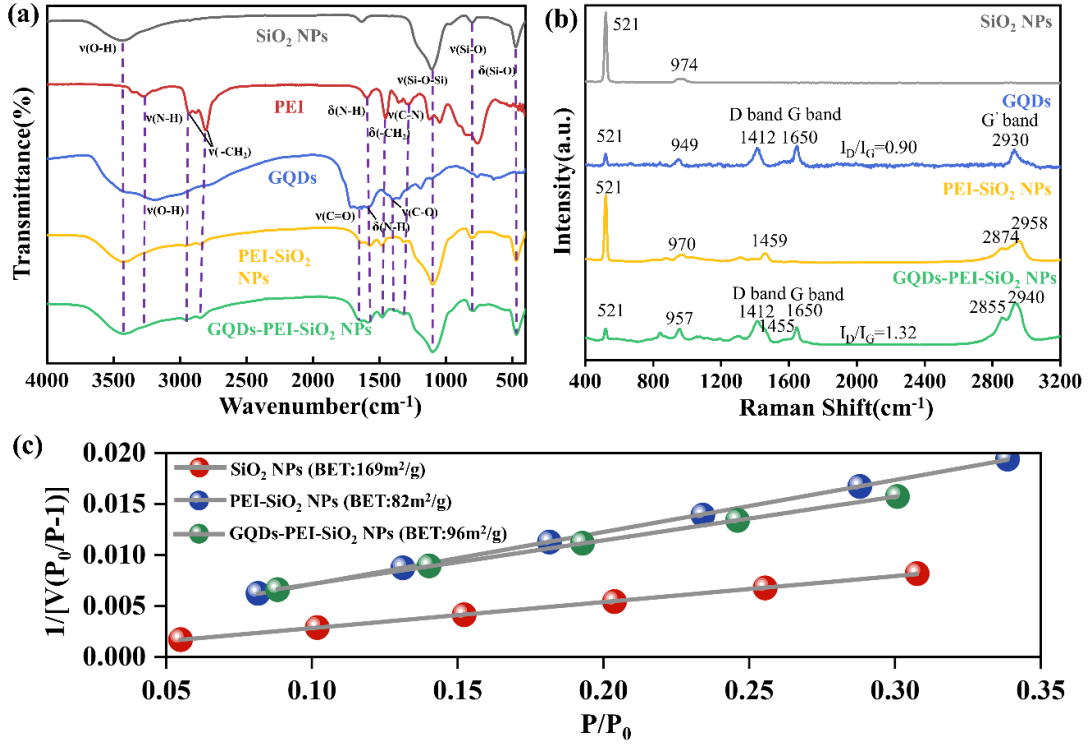 (a)
Transmittance(%)
SiO₂ NPs
ν(O-H)
ν(Si-O)
δ(Si-O)
ν(Si-O-Si)
PEI
ν(N-H)
ν( -CH₂)
δ(N-H)
δ(-CH₂)
ν(C-N)
GQDs
ν(O-H)
ν(C=O)
δ(N-H)
ν(C-O)
PEI-SiO₂
NPs
GQDs-PEI-SiO₂ NPs
4000 3500 3000 2500 2000 1500 1000 500
Wavenumber(cm⁻¹)
(b)
Intensity(a.u.)
521
974
SiO₂ NPs
GQDs
521
949
D band G band
1412 1650
I_D/I_G=0.90
G' band
2930
521
PEI-SiO₂ NPs
970
1459
2874
2958
GQDs-PEI-SiO₂ NPs
521
957
D band G band
1412 1650
1455
I_D/I_G=1.32
2855
2940
400 800 1200 1600 2000 2400 2800 3200
Raman Shift(cm⁻¹)
(c)
1/[V(P₀/P-1)]
0.020
0.015
0.010
0.005
0.000
SiO₂ NPs (BET:169m²/g)
PEI-SiO₂ NPs (BET:82m²/g)
GQDs-PEI-SiO₂ NPs (BET:96m²/g)
0.05 0.10 0.15 0.20 0.25 0.30 0.35
P/P₀